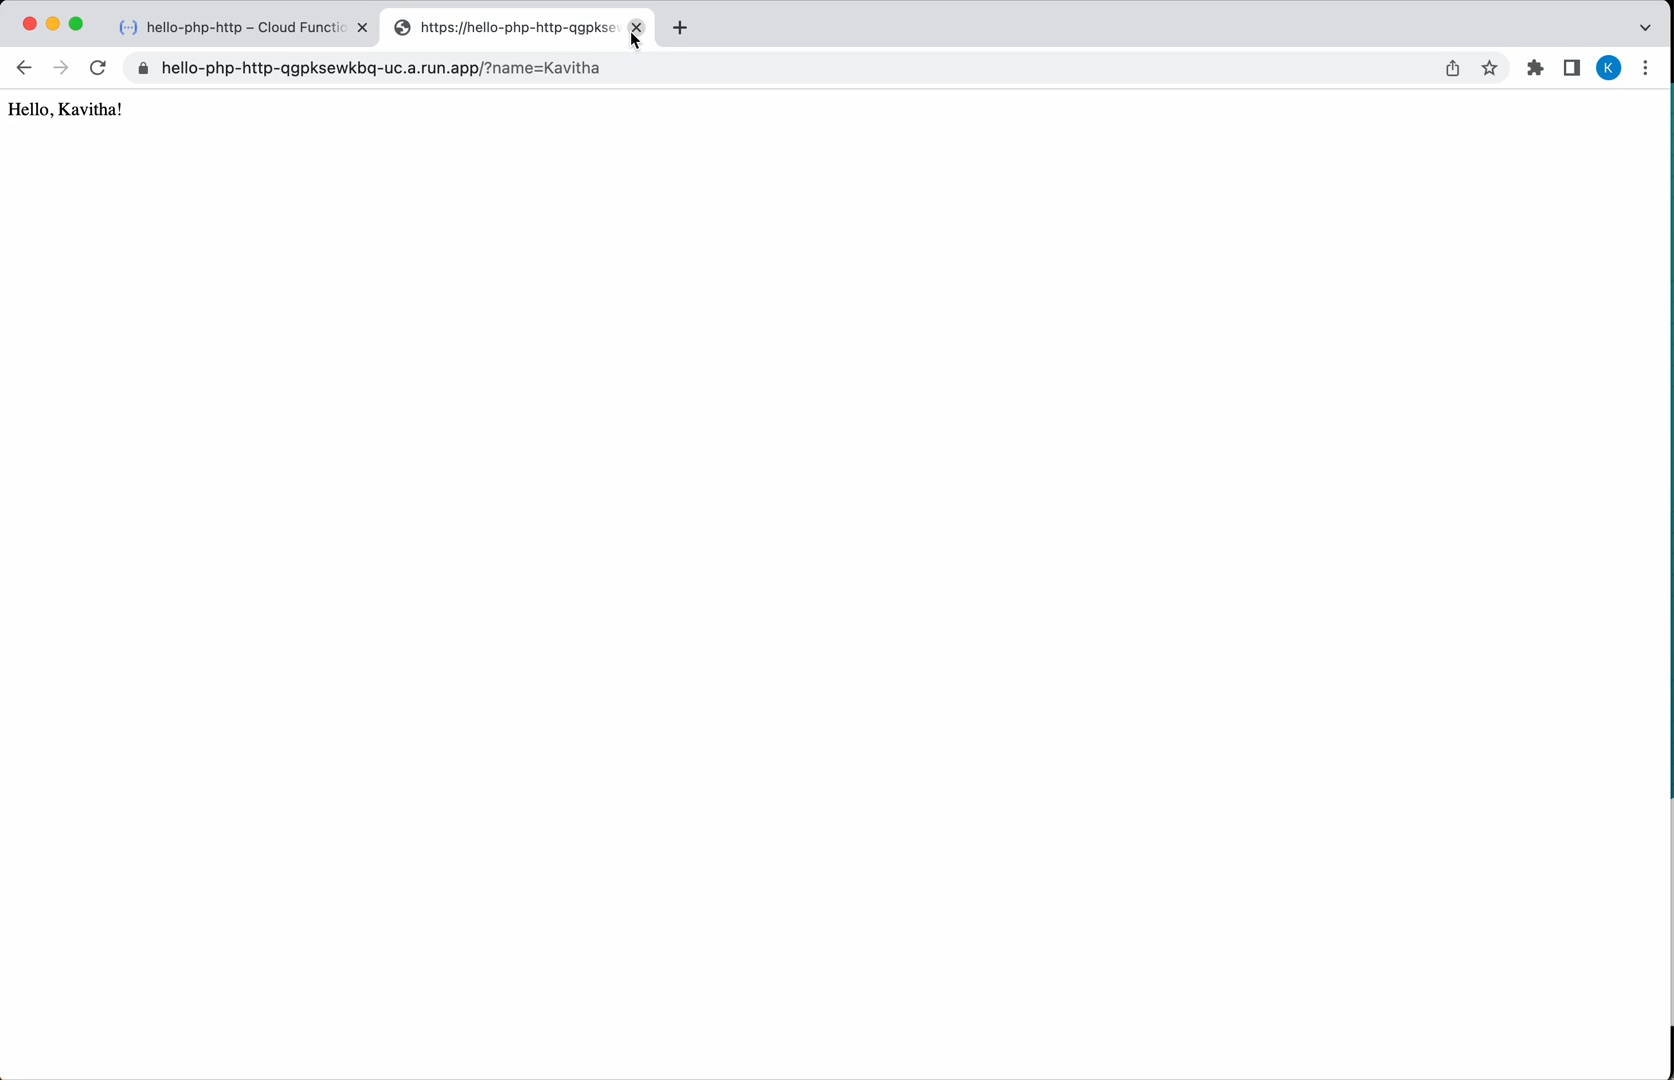 hello-php-http – Cloud Functio
https://hello-php-http-qgpksew
hello-php-http-qgpksewkbq-uc.a.run.app/?name=Kavitha
K
Hello, Kavitha!